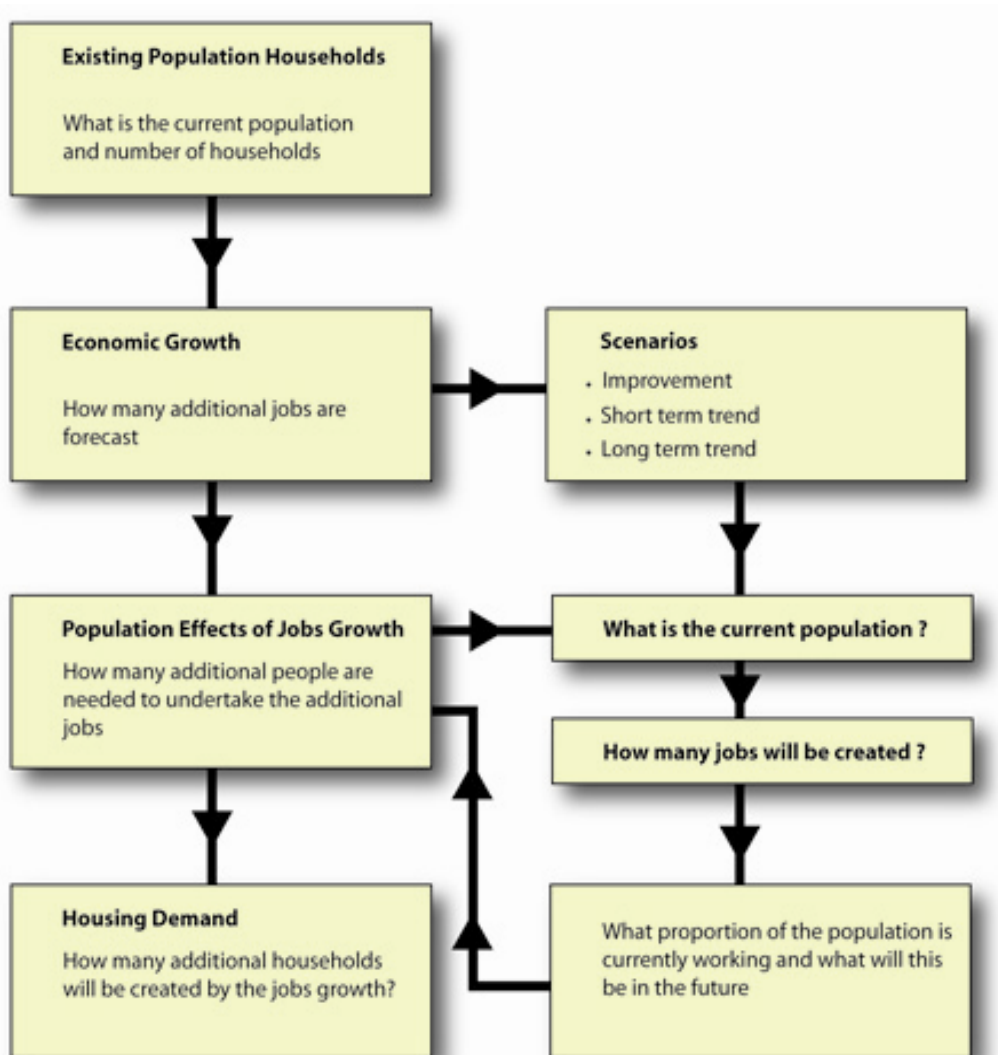 Existing Population Households
What is the current population
and number of households
Economic Growth
How many additional jobs are
forecast
Scenarios
• Improvement
• Short term trend
• Long term trend
Population Effects of Jobs Growth
How many additional people are
needed to undertake the additional
jobs
What is the current population ?
How many jobs will be created ?
Housing Demand
How many additional households
will be created by the jobs growth?
What proportion of the population is
currently working and what will this
be in the future